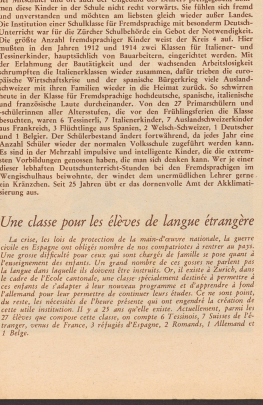 nen diese Kinder in der Schule nicht recht vorwärts. Sie fühlen sich fremd
und unverstanden und möchten am liebsten gleich wieder außer Landes.
Die Institution einer Schulklasse für Fremdsprachige mit besonderm Deutsch-
Unterricht war für die Zürcher Schulbehörde ein Gebot der Notwendigkeit.
Die größte Anzahl fremdsprachiger Kinder weist der Kreis 4 auf. Hier
mußten in den Jahren 1912 und 1914 zwei Klassen für Italiener- und
Tessinerkinder, hauptsächlich von Bauarbeitern, eingerichtet werden. Mit
der Erlahmung der Bautätigkeit und der wachsenden Arbeitslosigkeit
schrumpften die Italienerklassen wieder zusammen, dafür trieben die euro-
päische Wirtschaftskrise und der spanische Bürgerkrieg viele Ausland-
schweizer mit ihren Familien wieder in die Heimat zurück. So schwirren
heute in der Klasse für Fremdsprachige hochdeutsche, spanische, italienische
und französische Laute durcheinander. Von den 27 Primarschülern und
-schülerinnen aller Altersstufen, die vor den Frühlingsferien die Klasse
besuchten, waren 6 Tessinerli, 7 Italienerkinder, 7 Auslandschweizerkinder
aus Frankreich, 3 Flüchtlinge aus Spanien, 2 Welsch-Schweizer, 1 Deutscher
und 1 Belgier. Der Schülerbestand ändert fortwährend, da jedes Jahr eine
Anzahl Schüler wieder der normalen Volksschule zugeführt werden kann.
Es sind in der Mehrzahl impulsive und intelligente Kinder, die die extrem-
sten Vorbildungen genossen haben, die man sich denken kann. Wer je einer
dieser lebhaften Deutschunterricht-Stunden bei den Fremdsprachigen im
Wengischulhaus beiwohnte, der windet dem unermüdlichen Lehrer gerne
ein Kränzchen. Seit 25 Jahren übt er das dornenvolle Amt der Akklimati-
sierung aus.
Une classe pour les élèves de langue étrangère
La crise, les lois de protection de la main-d'œuvre nationale, la guerre
civile en Espagne ont obligés nombre de nos compatriotes à rentrer au pays.
Une grosse difficulté pour ceux qui sont chargés de famille se pose quant à
l'enseignement des enfants. Un grand nombre de ces gosses ne parlent pas
la langue dans laquelle ils doivent être instruits. Or, il existe à Zurich, dans
le cadre de l'Ecole cantonale, une classe spécialement destinée à permettre à
ces enfants de s'adapter à leur nouveau programme et d'apprendre à fond
l'allemand pour leur permettre de continuer leurs études. Ce ne sont point,
du reste, les nécessités de l'heure présente qui ont engendré la création de
cette utile institution. Il y a 25 ans qu'elle existe. Actuellement, parmi les
27 élèves que compose cette classe, on compte 6 Tessinois, 7 Suisses de l'é-
tranger, venus de France, 3 réfugiés d'Espagne, 2 Romands, 1 Allemand et
1 Belge.